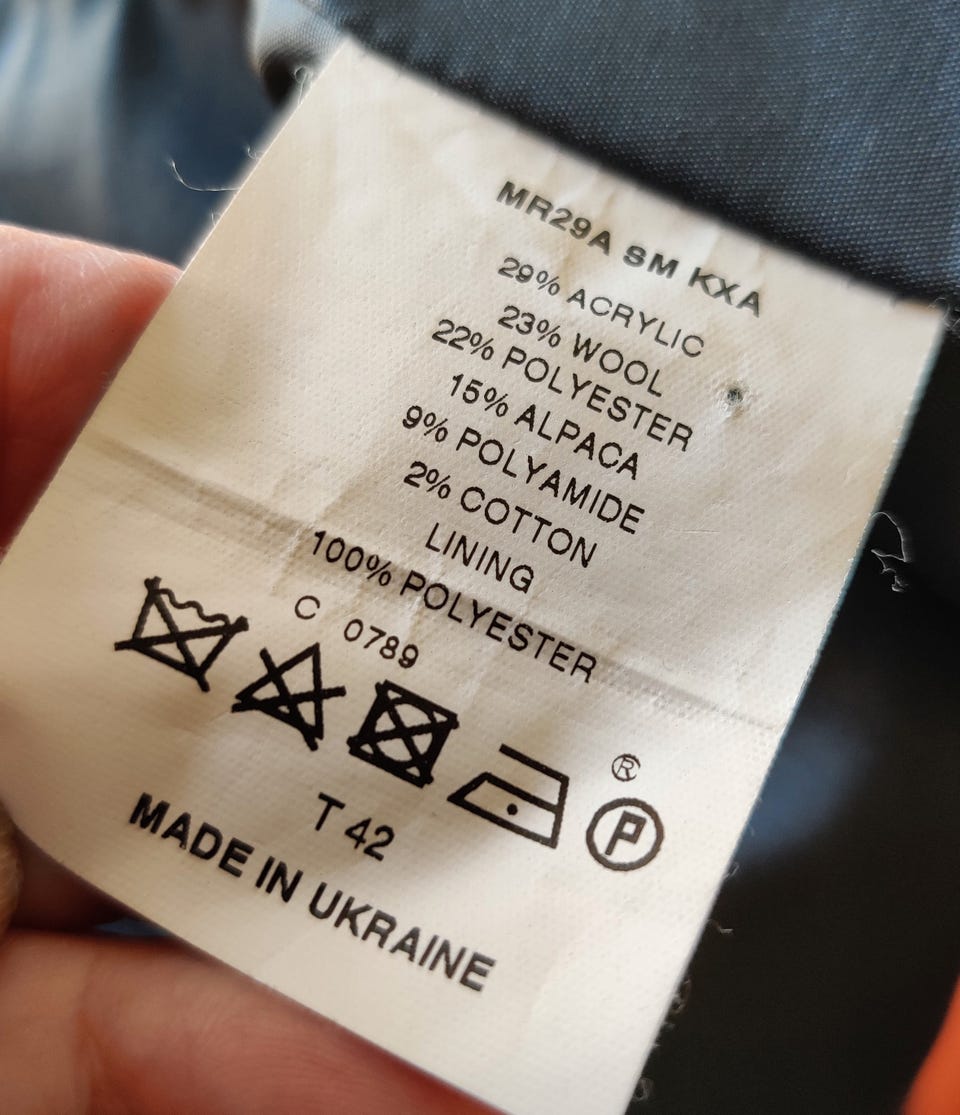 MR29A SM KXA
29% ACRYLIC
23% WOOL
22% POLYESTER
15% ALPACA
9% POLYAMIDE
2% COTTON
LINING
100% POLYESTER
C 0789
®
P
T 42
MADE IN UKRAINE